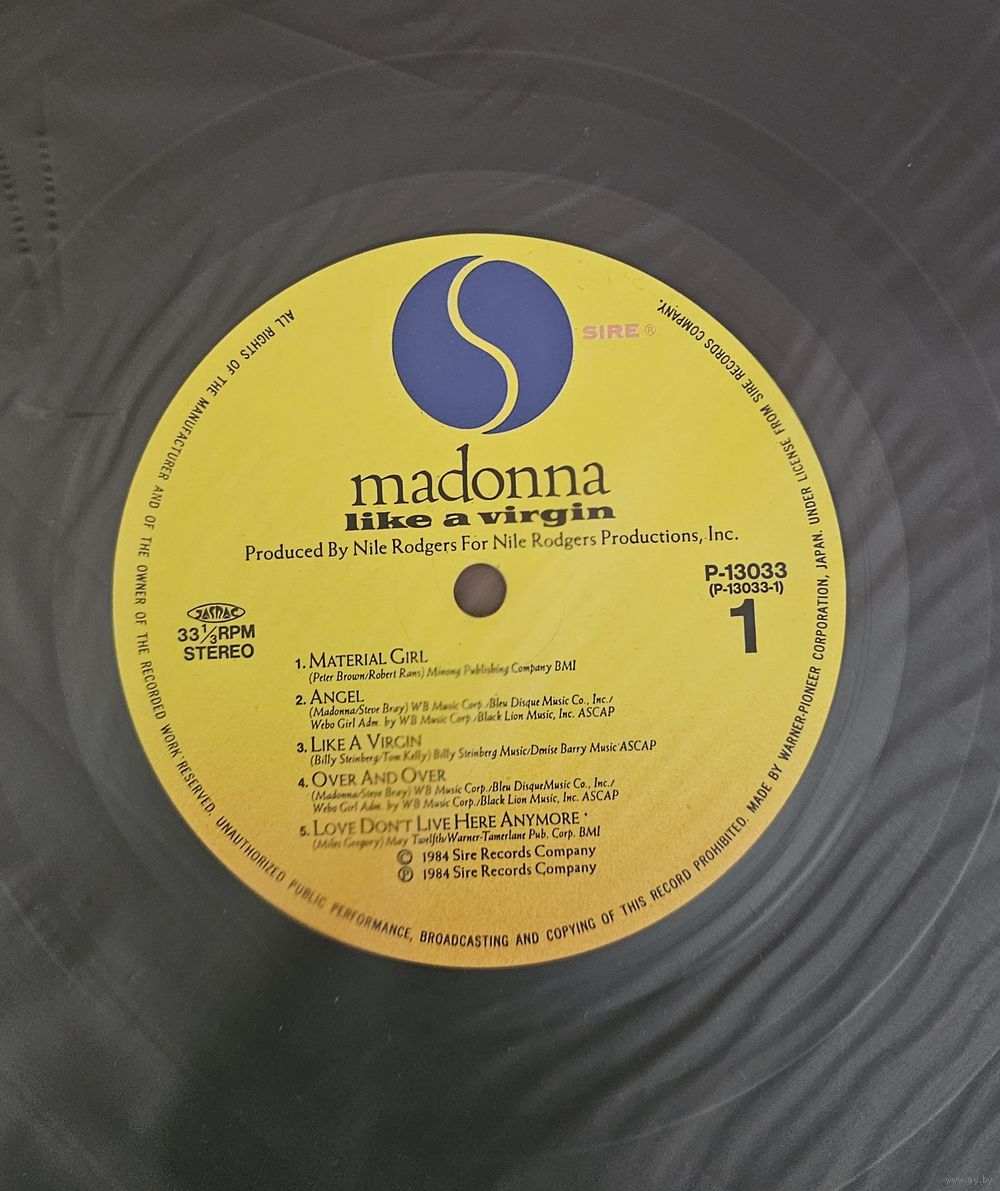 SIRE ®
madonna
like a virgin
Produced By Nile Rodgers For Nile Rodgers Productions, Inc.
P-13033
(P-13033-1)
1
JASRAC
33 1/3 RPM
STEREO
1. MATERIAL GIRL
(Peter Brown/Robert Rans) Minong Publishing Company BMI
2. ANGEL
(Madonna/Steve Bray) WB Music Corp./Bleu Disque Music Co., Inc./
Webo Girl Adm. by WB Music Corp./Black Lion Music, Inc. ASCAP
3. LIKE A VIRGIN
(Billy Steinberg/Tom Kelly) Billy Steinberg Music/Denise Barry Music ASCAP
4. OVER AND OVER
(Madonna/Steve Bray) WB Music Corp./Bleu DisqueMusic Co., Inc./
Webo Girl Adm. by WB Music Corp./Black Lion Music, Inc. ASCAP
5. LOVE DON'T LIVE HERE ANYMORE *
(Miles Gregory) May Twelfth/Warner-Tamerlane Pub. Corp. BMI
© 1984 Sire Records Company
℗ 1984 Sire Records Company
ALL RIGHTS OF THE MANUFACTURER AND OF THE OWNER OF THE RECORDED WORK RESERVED. UNAUTHORIZED PUBLIC PERFORMANCE, BROADCASTING AND COPYING OF THIS RECORD PROHIBITED. MADE BY WARNER-PIONEER CORPORATION, JAPAN. UNDER LICENSE FROM SIRE RECORDS COMPANY.
www.ay.by